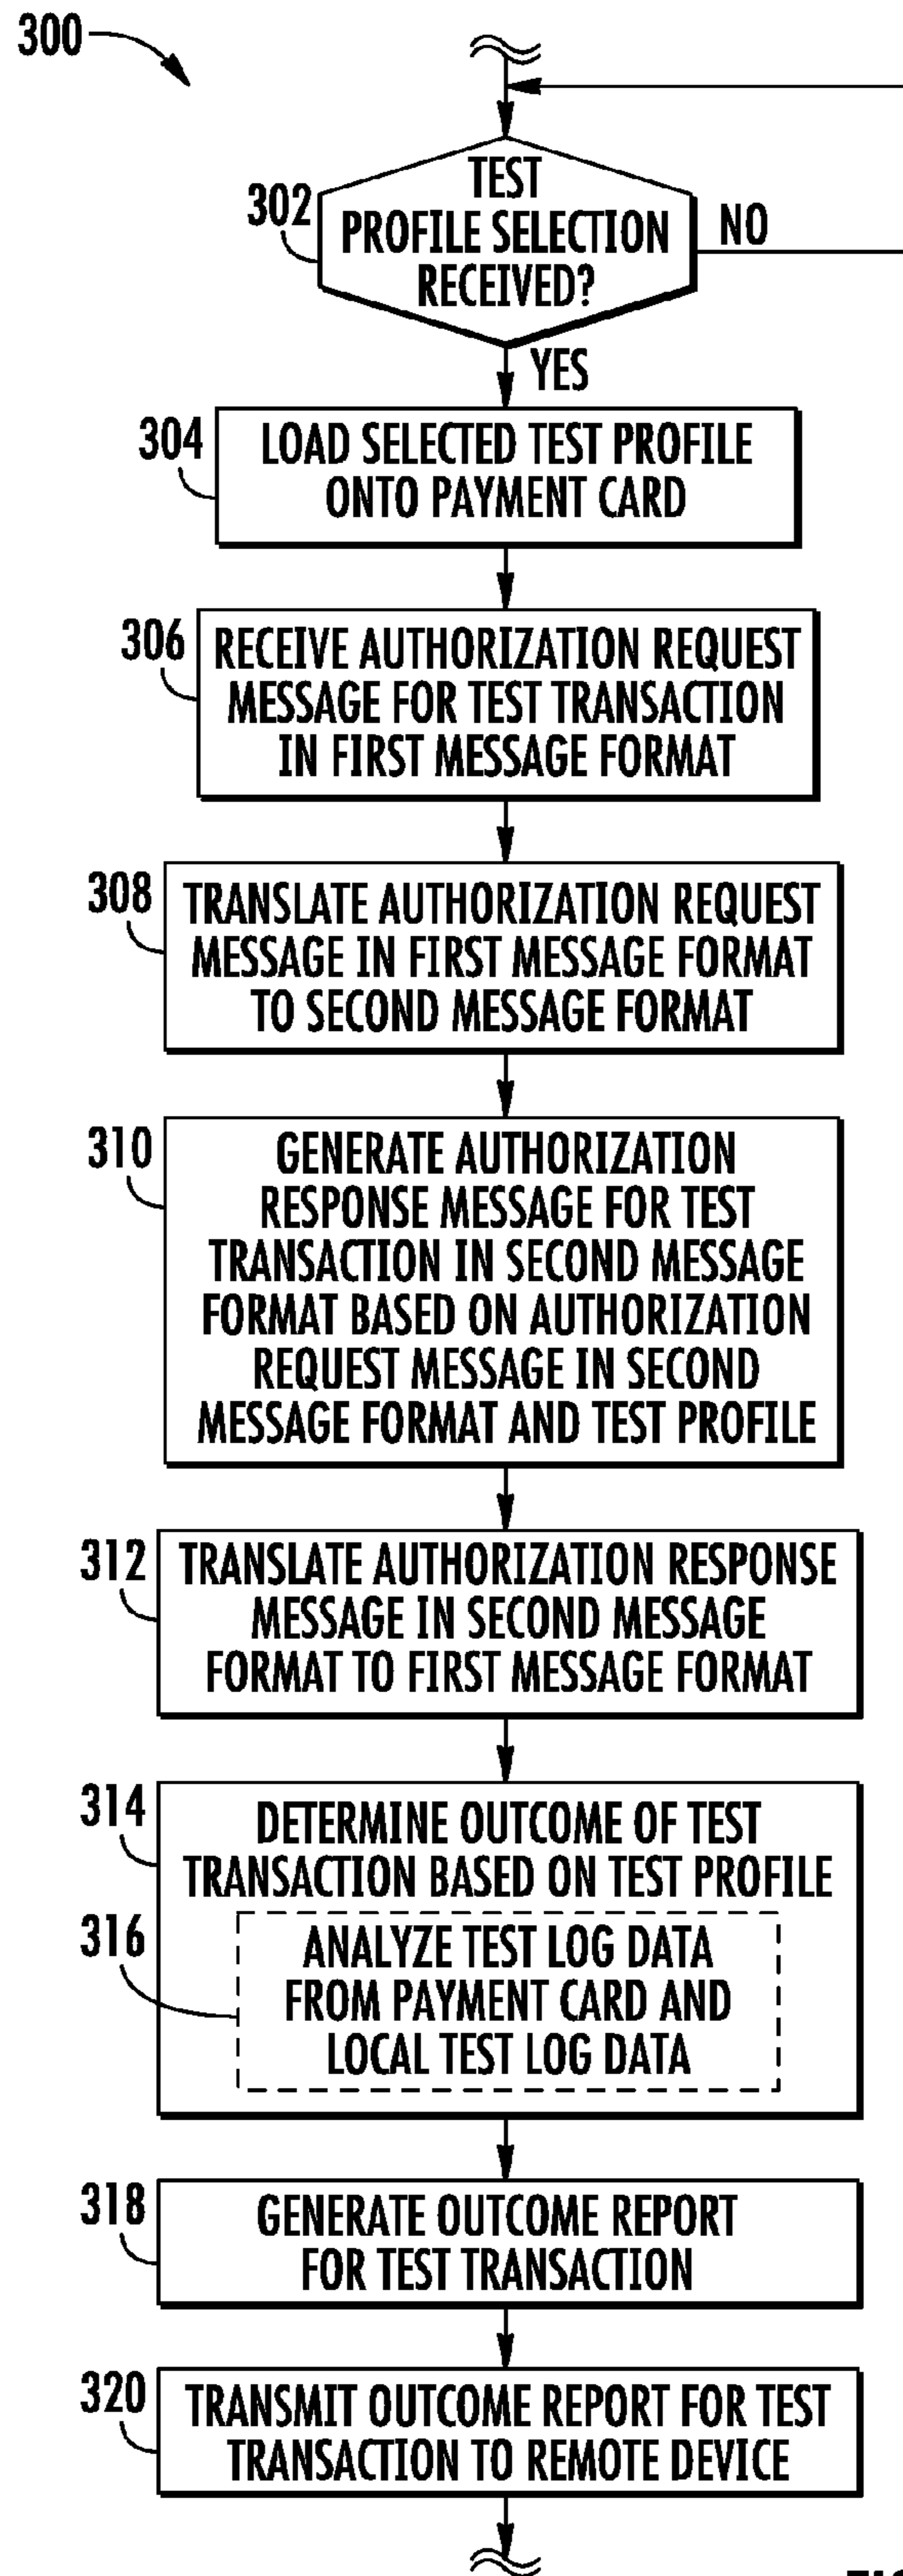 300
302
TEST
PROFILE SELECTION
RECEIVED?
NO
YES
304
LOAD SELECTED TEST PROFILE
ONTO PAYMENT CARD
306
RECEIVE AUTHORIZATION REQUEST
MESSAGE FOR TEST TRANSACTION
IN FIRST MESSAGE FORMAT
308
TRANSLATE AUTHORIZATION REQUEST
MESSAGE IN FIRST MESSAGE FORMAT
TO SECOND MESSAGE FORMAT
310
GENERATE AUTHORIZATION
RESPONSE MESSAGE FOR TEST
TRANSACTION IN SECOND MESSAGE
FORMAT BASED ON AUTHORIZATION
REQUEST MESSAGE IN SECOND
MESSAGE FORMAT AND TEST PROFILE
312
TRANSLATE AUTHORIZATION RESPONSE
MESSAGE IN SECOND MESSAGE
FORMAT TO FIRST MESSAGE FORMAT
314
DETERMINE OUTCOME OF TEST
TRANSACTION BASED ON TEST PROFILE
316
ANALYZE TEST LOG DATA
FROM PAYMENT CARD AND
LOCAL TEST LOG DATA
318
GENERATE OUTCOME REPORT
FOR TEST TRANSACTION
320
TRANSMIT OUTCOME REPORT FOR TEST
TRANSACTION TO REMOTE DEVICE